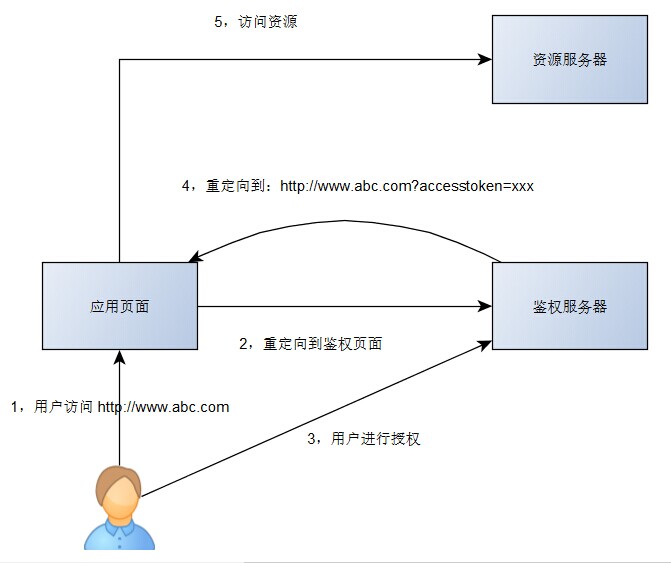 5，访问资源
资源服务器
4，重定向到：http://www.abc.com?accesstoken=xxx
应用页面
鉴权服务器
2，重定向到鉴权页面
1，用户访问 http://www.abc.com
3，用户进行授权